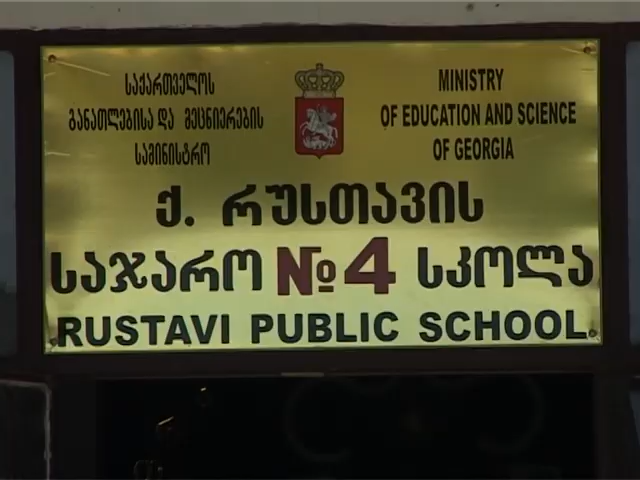 საქართველოს
განათლებისა და მეცნიერების
სამინისტრო
MINISTRY
OF EDUCATION AND SCIENCE
OF GEORGIA
ქ. რუსთავის
საჯარო №4 სკოლა
RUSTAVI PUBLIC SCHOOL